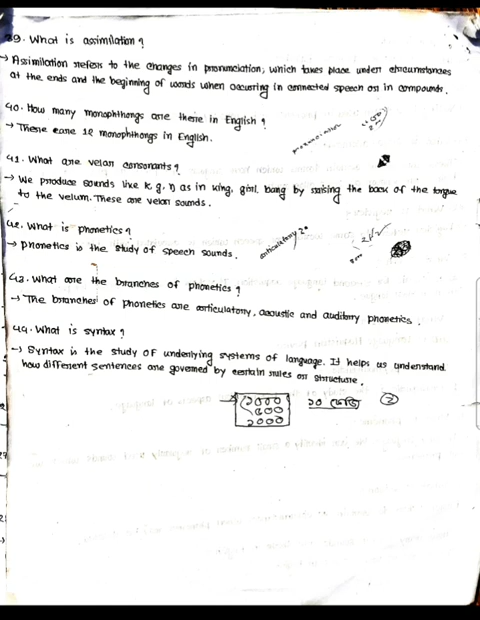 39. What is assimilation?
→ Assimilation refers to the changes in pronunciation, which takes place under circumstances
at the ends and the beginning of words when occuring in connected speech or in compounds.
40. How many monophthongs are there in English?
→ These are 12 monophthongs in English.
41. What are velar consonants?
→ We produce sounds like k, g, ŋ as in king, girl, bang by raising the back of the tongue
to the velum. These are velar sounds.
42. What is phonetics?
→ phonetics is the study of speech sounds.
articulatory
43. What are the branches of phonetics?
→ The branches of phonetics are articulatory, acoustic and auditory phonetics.
44. What is syntax?
→ Syntax is the study of underlying systems of language. It helps us understand
how different sentences are governed by certain rules or structure.